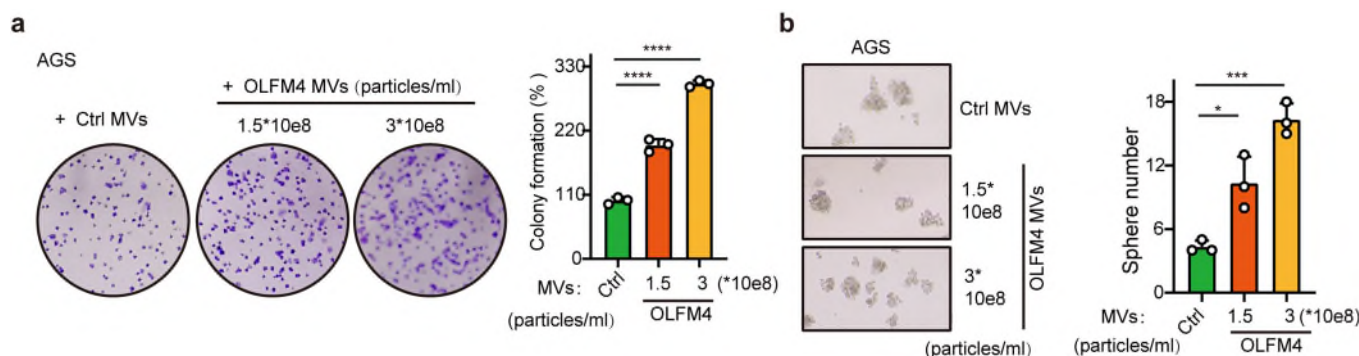 a
AGS
+ OLFM4 MVs (particles/ml)
+ Ctrl MVs
1.5*10e8
3*10e8
Colony formation (%)
330
220
110
0
****
****
MVs:
Ctrl
1.5
3
(*10e8)
(particles/ml)
OLFM4
b
AGS
Ctrl MVs
1.5*
10e8
3*
10e8
OLFM4 MVs
(particles/ml)
Sphere number
18
12
6
0
***
*
MVs:
Ctrl
1.5
3 (*10e8)
(particles/ml)
OLFM4